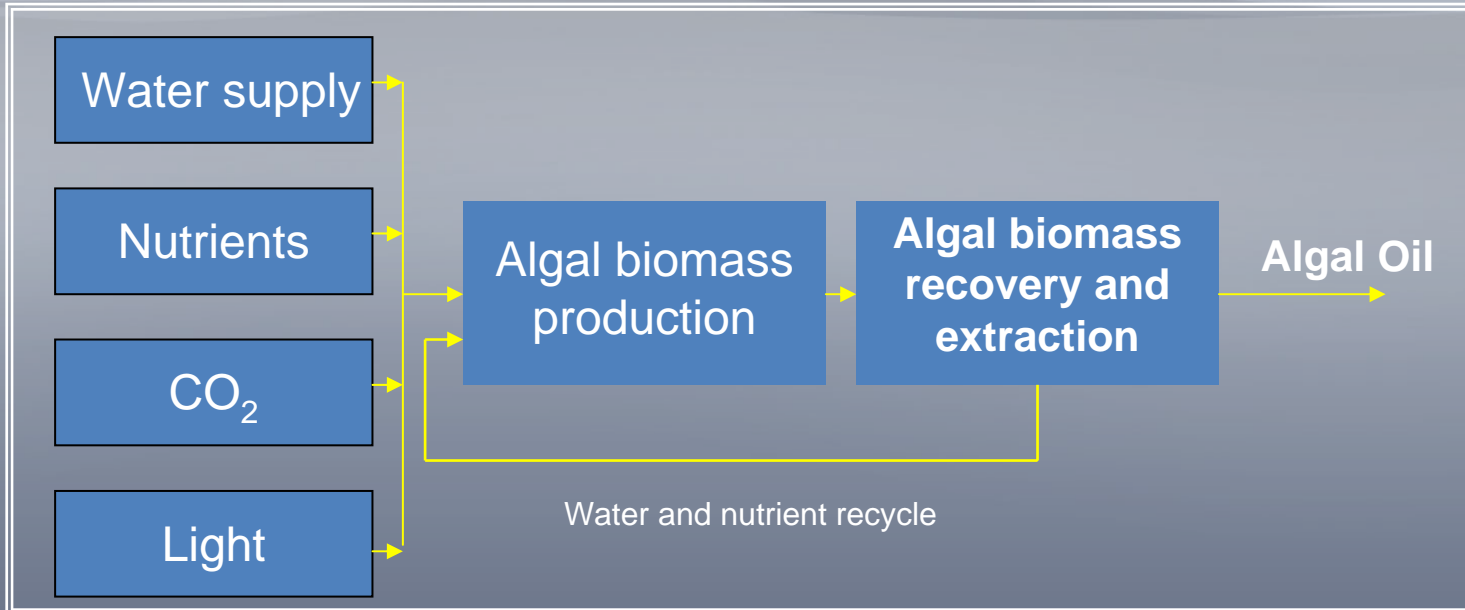 Water supply
Nutrients
CO₂
Light
Algal biomass
production
Algal biomass
recovery and
extraction
Algal Oil
Water and nutrient recycle